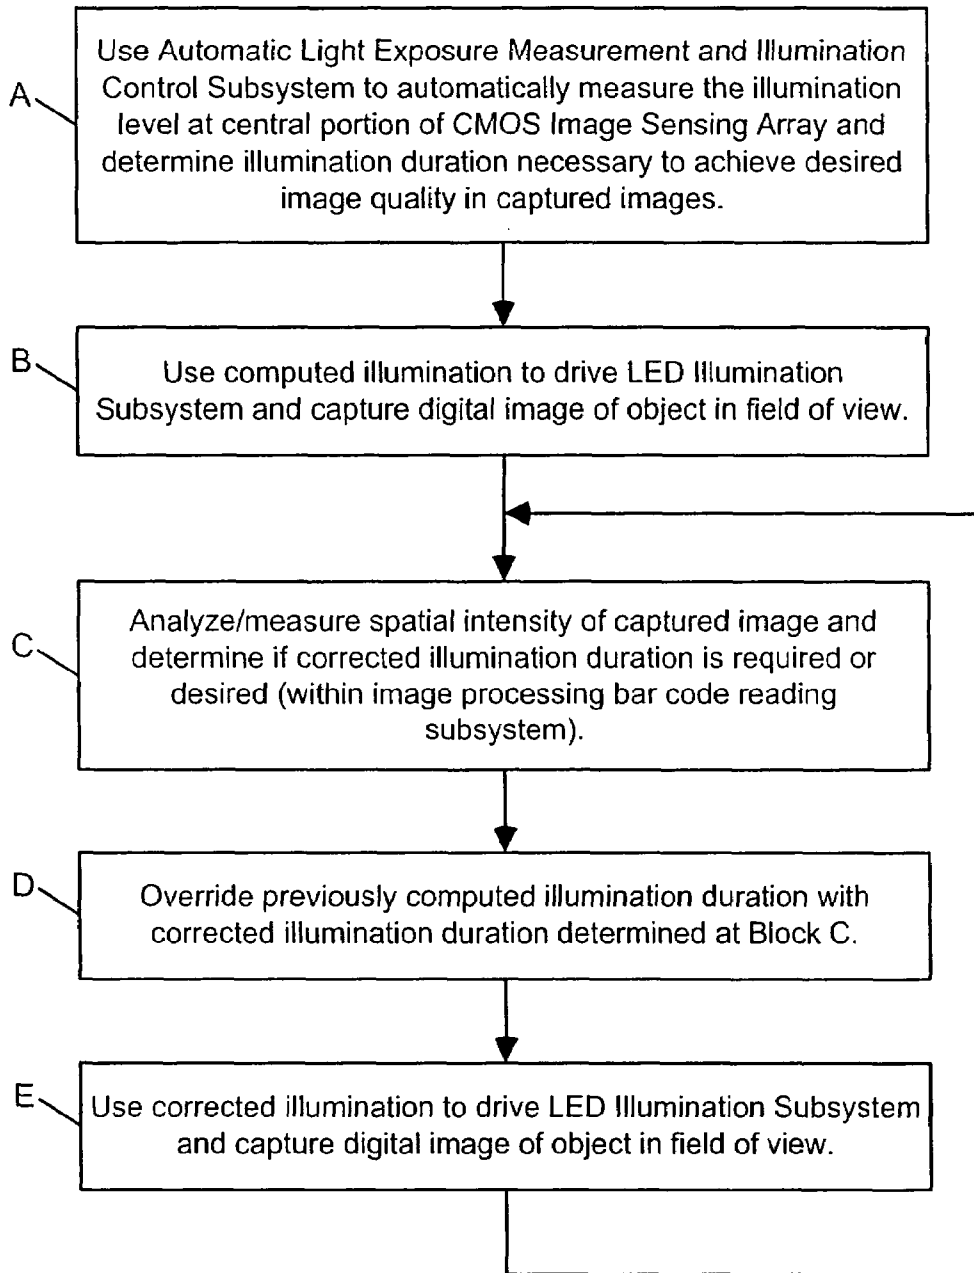 A
Use Automatic Light Exposure Measurement and Illumination
Control Subsystem to automatically measure the illumination
level at central portion of CMOS Image Sensing Array and
determine illumination duration necessary to achieve desired
image quality in captured images.
B
Use computed illumination to drive LED Illumination
Subsystem and capture digital image of object in field of view.
C
Analyze/measure spatial intensity of captured image and
determine if corrected illumination duration is required or
desired (within image processing bar code reading
subsystem).
D
Override previously computed illumination duration with
corrected illumination duration determined at Block C.
E
Use corrected illumination to drive LED Illumination Subsystem
and capture digital image of object in field of view.